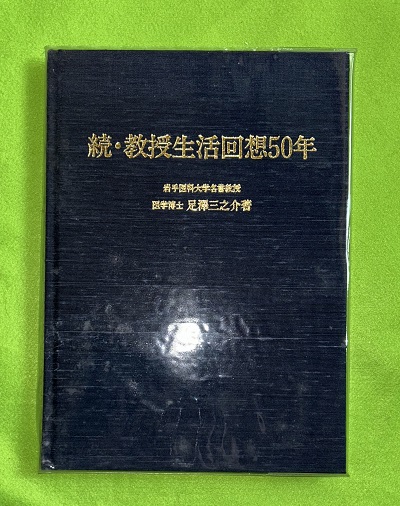 続・教授生活回想50年
岩手医科大学名誉教授
医学博士 足澤三之介著